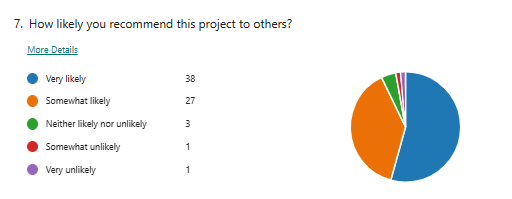 7. How likely you recommend this project to others?
More Details
Very likely 38
Somewhat likely 27
Neither likely nor unlikely 3
Somewhat unlikely 1
Very unlikely 1